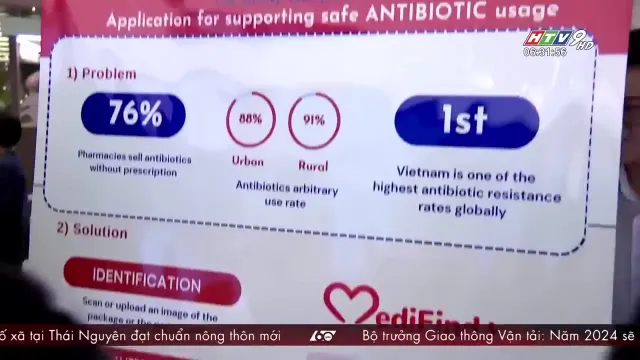 Application for supporting safe ANTIBIOTIC usage
HTV9 HD
06:31:56
1) Problem
76%
Pharmacies sell antibiotics
without prescription
88%
Urban
91%
Rural
Antibiotics arbitrary
use rate
1st
Vietnam is one of the
highest antibiotic resistance
rates globally
2) Solution
IDENTIFICATION
Scan or upload an image of the
package or the
ediFind
xã tại Thái Nguyên đạt chuẩn nông thôn mới
60
Bộ trưởng Giao thông Vận tải: Năm 2024 sẽ